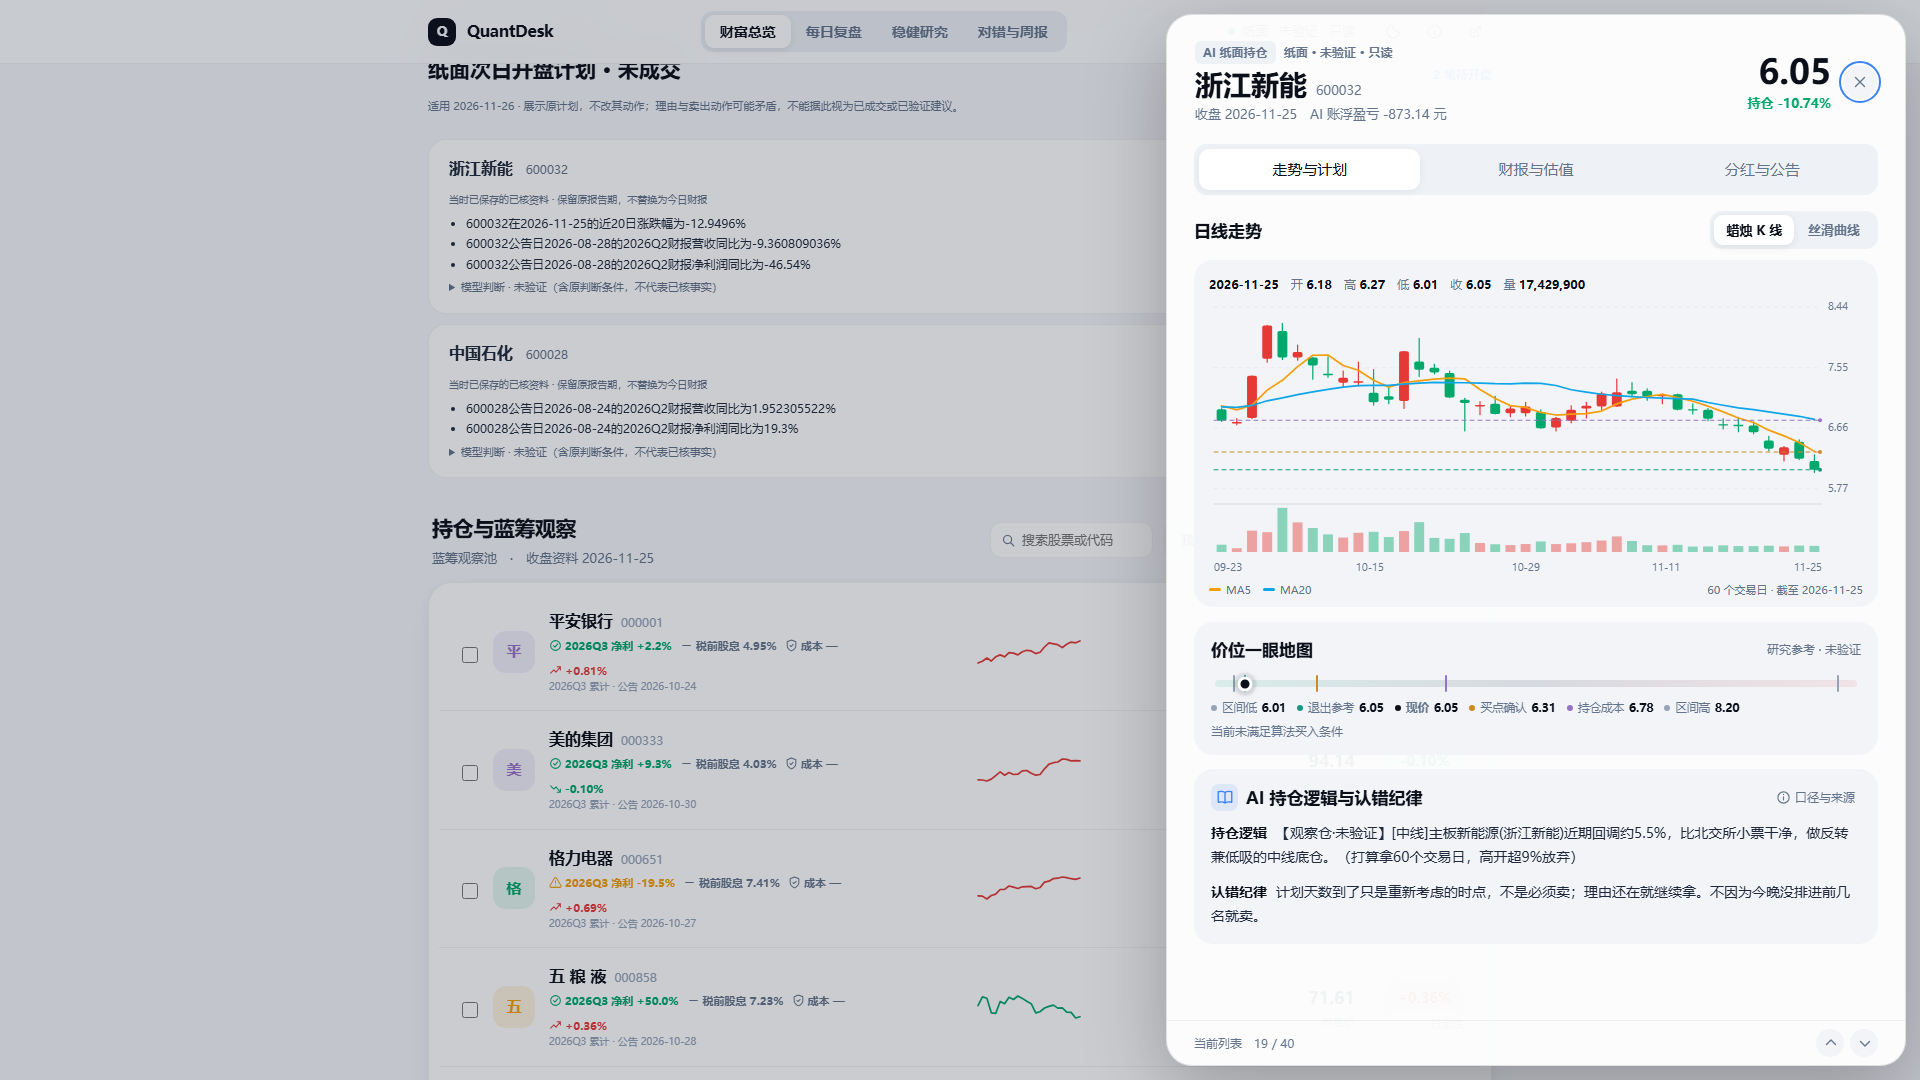 Q QuantDesk
财富总览 每日复盘 稳健研究 对错与周报
纸面次日开盘计划 · 未成交
适用 2026-11-26 · 展示原计划，不改其动作；理由与卖出动作可能矛盾，不能据此视为已成交或已验证建议。
浙江新能 600032
当时已保存的已核资料 · 保留原报告期，不替换为今日财报
• 600032在2026-11-25的近20日涨跌幅为-12.9496%
• 600032公告日2026-08-28的2026Q2财报营收同比为-9.360809036%
• 600032公告日2026-08-28的2026Q2财报净利润同比为-46.54%
▶ 模型判断 · 未验证（含原判断条件，不代表已核事实）
中国石化 600028
当时已保存的已核资料 · 保留原报告期，不替换为今日财报
• 600028公告日2026-08-24的2026Q2财报营收同比为1.952305522%
• 600028公告日2026-08-24的2026Q2财报净利润同比为19.3%
▶ 模型判断 · 未验证（含原判断条件，不代表已核事实）
持仓与蓝筹观察
蓝筹观察池 · 收盘资料 2026-11-25
搜索股票或代码
平
平安银行 000001
2026Q3 净利 +2.2% — 税前股息 4.95% 成本 —
+0.81%
2026Q3 累计 · 公告 2026-10-24
美
美的集团 000333
2026Q3 净利 +9.3% — 税前股息 4.03% 成本 —
-0.10%
2026Q3 累计 · 公告 2026-10-30
格
格力电器 000651
2026Q3 净利 -19.5% — 税前股息 7.41% 成本 —
+0.69%
2026Q3 累计 · 公告 2026-10-27
五
五 粮 液 000858
2026Q3 净利 +50.0% — 税前股息 7.23% 成本 —
+0.36%
2026Q3 累计 · 公告 2026-10-28
AI 纸面持仓 纸面 • 未验证 • 只读
浙江新能 600032
收盘 2026-11-25 AI 账浮盈亏 -873.14 元
6.05
持仓 -10.74%
走势与计划 财报与估值 分红与公告
日线走势
蜡烛 K 线 丝滑曲线
2026-11-25 开 6.18 高 6.27 低 6.01 收 6.05 量 17,429,900
8.44
7.55
6.66
5.77
09-23 10-15 10-29 11-11 11-25
MA5 MA20
60 个交易日 · 截至 2026-11-25
价位一眼地图
研究参考 · 未验证
区间低 6.01 退出参考 6.05 现价 6.05 买点确认 6.31 持仓成本 6.78 区间高 8.20
当前未满足算法买入条件
94.14 -0.10%
AI 持仓逻辑与认错纪律
口径与来源
持仓逻辑 【观察仓·未验证】[中线]主板新能源(浙江新能)近期回调约5.5%，比北交所小票干净，做反转
兼低吸的中线底仓。（打算拿60个交易日，高开超9%放弃）
认错纪律 计划天数到了只是重新考虑的时点，不是必须卖；理由还在就继续拿。不因为今晚没排进前几
名就卖。
71.61 +0.36%
当前列表 19 / 40